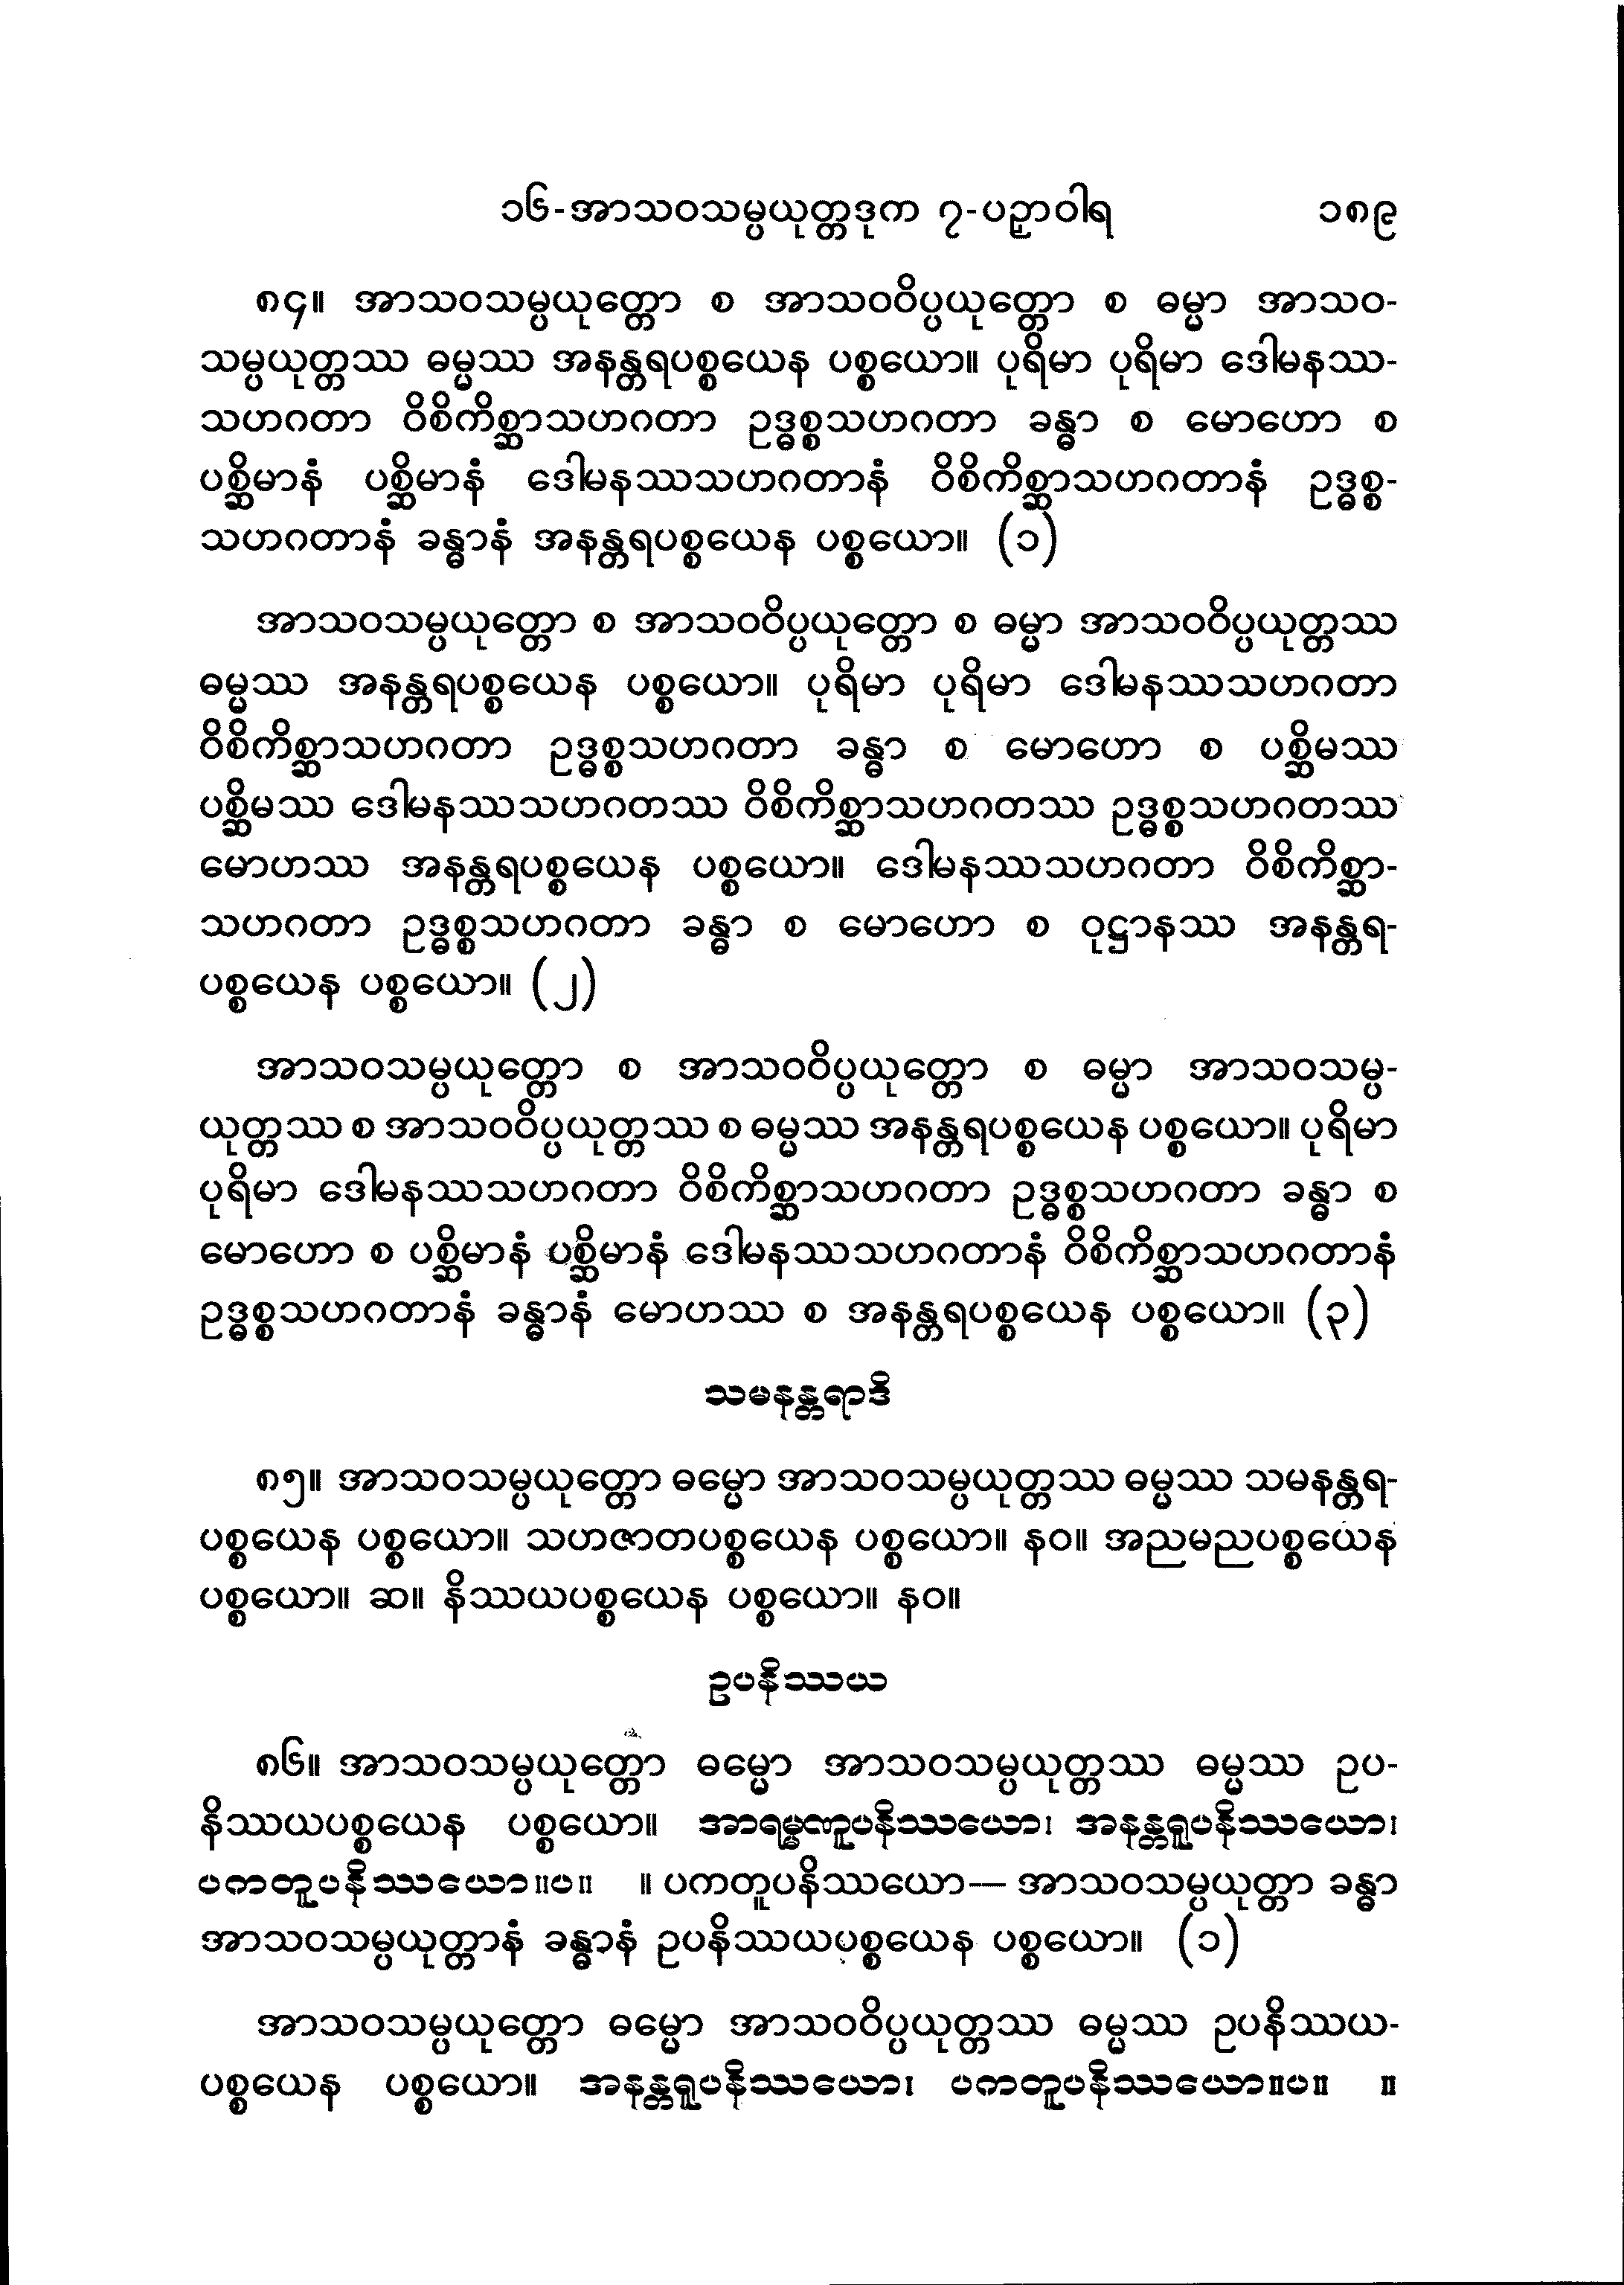 ၁၆-အာသဝသမ္ပယုတ္တဒုက ၇-ပဉှာဝါရ ၁၈၉
၈၄။ အာသဝသမ္ပယုတ္တော စ အာသဝဝိပ္ပယုတ္တော စ ဓမ္မာ အာသဝ-
သမ္ပယုတ္တဿ ဓမ္မဿ အနန္တရပစ္စယေန ပစ္စယော။ ပုရိမာ ပုရိမာ ဒေါမနဿ-
သဟဂတာ ဝိစိကိစ္ဆာသဟဂတာ ဥဒ္ဓစ္စသဟဂတာ ခန္ဓာ စ မောဟော စ
ပစ္ဆိမာနံ ပစ္ဆိမာနံ ဒေါမနဿသဟဂတာနံ ဝိစိကိစ္ဆာသဟဂတာနံ ဥဒ္ဓစ္စ-
သဟဂတာနံ ခန္ဓာနံ အနန္တရပစ္စယေန ပစ္စယော။ (၁)
အာသဝသမ္ပယုတ္တော စ အာသဝဝိပ္ပယုတ္တော စ ဓမ္မာ အာသဝဝိပ္ပယုတ္တဿ
ဓမ္မဿ အနန္တရပစ္စယေန ပစ္စယော။ ပုရိမာ ပုရိမာ ဒေါမနဿသဟဂတာ
ဝိစိကိစ္ဆာသဟဂတာ ဥဒ္ဓစ္စသဟဂတာ ခန္ဓာ စ မောဟော စ ပစ္ဆိမဿ
ပစ္ဆိမဿ ဒေါမနဿသဟဂတဿ ဝိစိကိစ္ဆာသဟဂတဿ ဥဒ္ဓစ္စသဟဂတဿ
မောဟဿ အနန္တရပစ္စယေန ပစ္စယော။ ဒေါမနဿသဟဂတာ ဝိစိကိစ္ဆာ-
သဟဂတာ ဥဒ္ဓစ္စသဟဂတာ ခန္ဓာ စ မောဟော စ ဝုဋ္ဌာနဿ အနန္တရ-
ပစ္စယေန ပစ္စယော။ (၂)
အာသဝသမ္ပယုတ္တော စ အာသဝဝိပ္ပယုတ္တော စ ဓမ္မာ အာသဝသမ္ပ-
ယုတ္တဿ စ အာသဝဝိပ္ပယုတ္တဿ စ ဓမ္မဿ အနန္တရပစ္စယေန ပစ္စယော။ ပုရိမာ
ပုရိမာ ဒေါမနဿသဟဂတာ ဝိစိကိစ္ဆာသဟဂတာ ဥဒ္ဓစ္စသဟဂတာ ခန္ဓာ စ
မောဟော စ ပစ္ဆိမာနံ ပစ္ဆိမာနံ ဒေါမနဿသဟဂတာနံ ဝိစိကိစ္ဆာသဟဂတာနံ
ဥဒ္ဓစ္စသဟဂတာနံ ခန္ဓာနံ မောဟဿ စ အနန္တရပစ္စယေန ပစ္စယော။ (၃)
သမနန္တရာဒိ
၈၅။ အာသဝသမ္ပယုတ္တော ဓမ္မော အာသဝသမ္ပယုတ္တဿ ဓမ္မဿ သမနန္တရ-
ပစ္စယေန ပစ္စယော။ သဟဇာတပစ္စယေန ပစ္စယော။ နဝ။ အညမညပစ္စယေန
ပစ္စယော။ ဆ။ နိဿယပစ္စယေန ပစ္စယော။ နဝ။
ဥပနိဿယ
၈၆။ အာသဝသမ္ပယုတ္တော ဓမ္မော အာသဝသမ္ပယုတ္တဿ ဓမ္မဿ ဥပ-
နိဿယပစ္စယေန ပစ္စယော။ အာရမ္မဏူပနိဿယော၊ အနန္တရူပနိဿယော၊
ပကတူပနိဿယော။ပ။ ။ ပကတူပနိဿယော— အာသဝသမ္ပယုတ္တာ ခန္ဓာ
အာသဝသမ္ပယုတ္တာနံ ခန္ဓာနံ ဥပနိဿယပစ္စယေန ပစ္စယော။ (၁)
အာသဝသမ္ပယုတ္တော ဓမ္မော အာသဝဝိပ္ပယုတ္တဿ ဓမ္မဿ ဥပနိဿယ-
ပစ္စယေန ပစ္စယော။ အနန္တရူပနိဿယော၊ ပကတူပနိဿယော။ပ။ ။